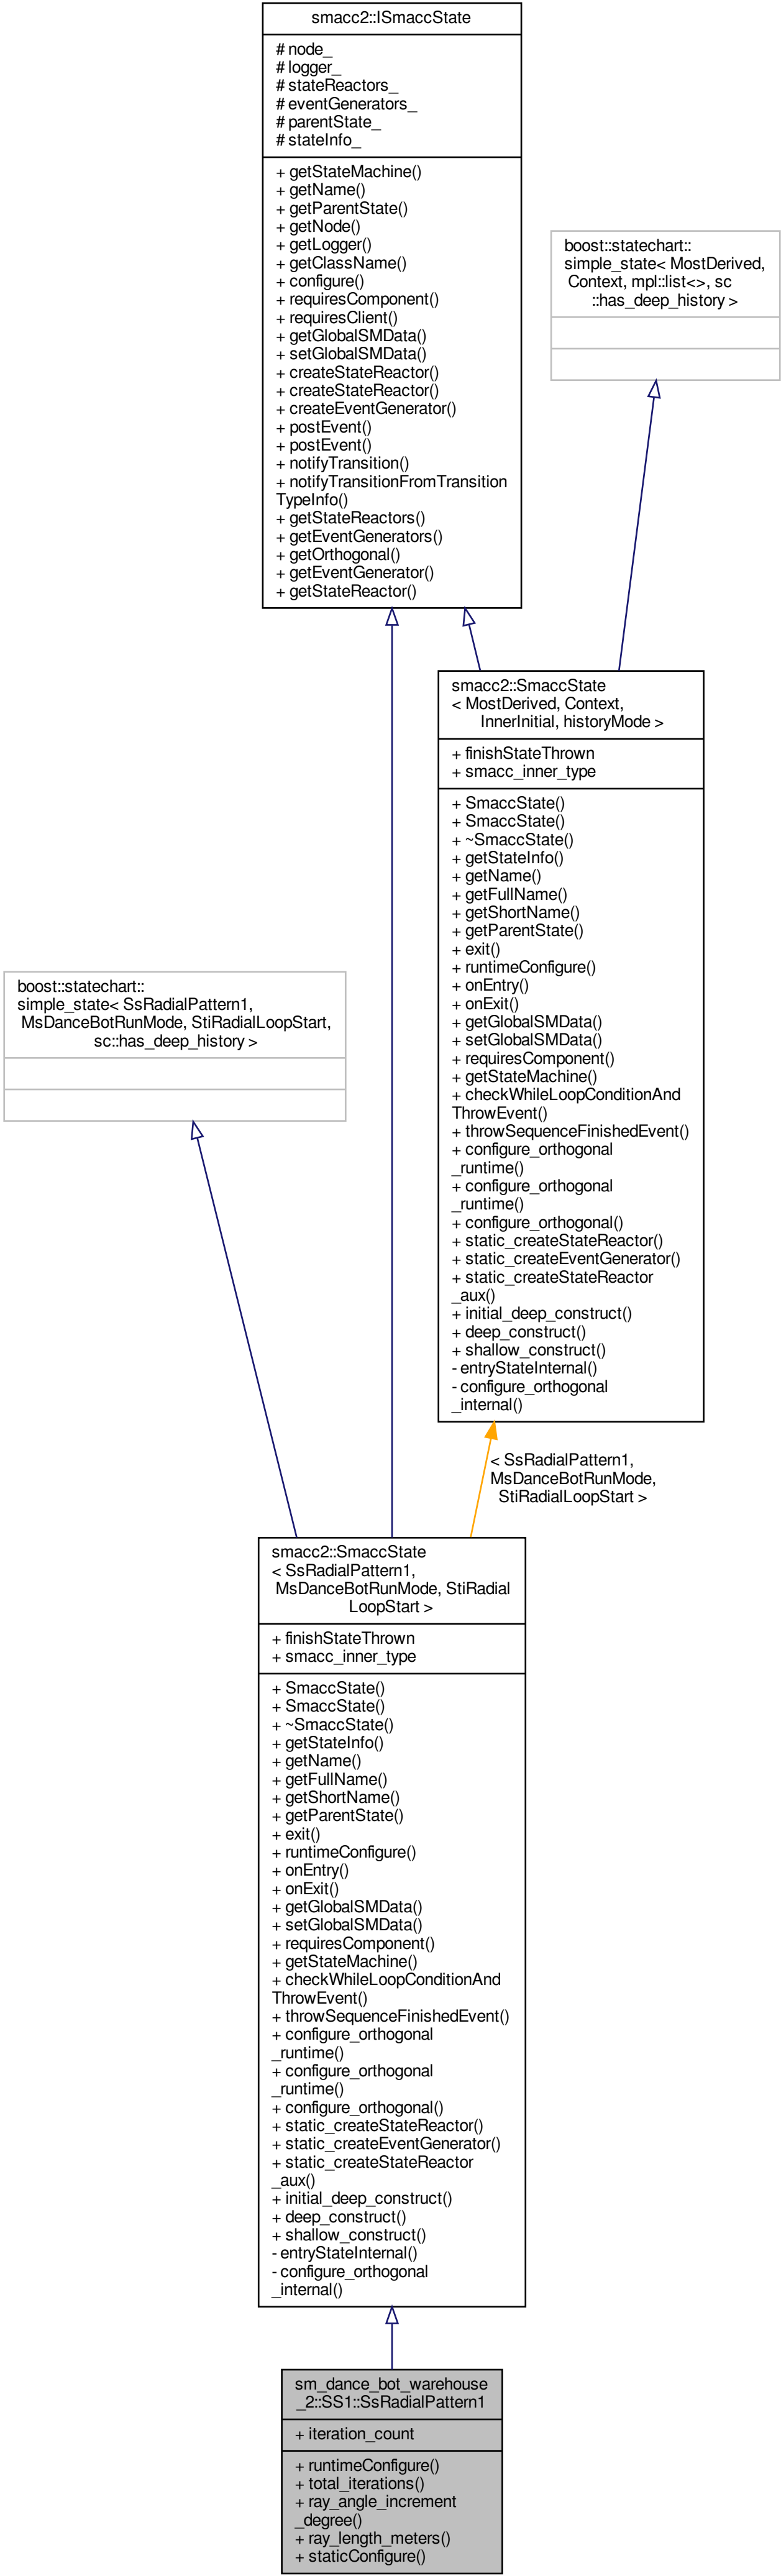 smacc2::ISmaccState
# node_
# logger_
# stateReactors_
# eventGenerators_
# parentState_
# stateInfo_
+ getStateMachine()
+ getName()
+ getParentState()
+ getNode()
+ getLogger()
+ getClassName()
+ configure()
+ requiresComponent()
+ requiresClient()
+ getGlobalSMData()
+ setGlobalSMData()
+ createStateReactor()
+ createStateReactor()
+ createEventGenerator()
+ postEvent()
+ postEvent()
+ notifyTransition()
+ notifyTransitionFromTransition
TypeInfo()
+ getStateReactors()
+ getEventGenerators()
+ getOrthogonal()
+ getEventGenerator()
+ getStateReactor()
boost::statechart::
simple_state< MostDerived,
Context, mpl::list<>, sc
::has_deep_history >
smacc2::SmaccState
< MostDerived, Context,
InnerInitial, historyMode >
+ finishStateThrown
+ smacc_inner_type
+ SmaccState()
+ SmaccState()
+ ~SmaccState()
+ getStateInfo()
+ getName()
+ getFullName()
+ getShortName()
+ getParentState()
+ exit()
+ runtimeConfigure()
+ onEntry()
+ onExit()
+ getGlobalSMData()
+ setGlobalSMData()
+ requiresComponent()
+ getStateMachine()
+ checkWhileLoopConditionAnd
ThrowEvent()
+ throwSequenceFinishedEvent()
+ configure_orthogonal
_runtime()
+ configure_orthogonal
_runtime()
+ configure_orthogonal()
+ static_createStateReactor()
+ static_createEventGenerator()
+ static_createStateReactor
_aux()
+ initial_deep_construct()
+ deep_construct()
+ shallow_construct()
- entryStateInternal()
- configure_orthogonal
_internal()
boost::statechart::
simple_state< SsRadialPattern1,
MsDanceBotRunMode, StiRadialLoopStart,
sc::has_deep_history >
< SsRadialPattern1,
MsDanceBotRunMode,
StiRadialLoopStart >
smacc2::SmaccState
< SsRadialPattern1,
MsDanceBotRunMode, StiRadial
LoopStart >
+ finishStateThrown
+ smacc_inner_type
+ SmaccState()
+ SmaccState()
+ ~SmaccState()
+ getStateInfo()
+ getName()
+ getFullName()
+ getShortName()
+ getParentState()
+ exit()
+ runtimeConfigure()
+ onEntry()
+ onExit()
+ getGlobalSMData()
+ setGlobalSMData()
+ requiresComponent()
+ getStateMachine()
+ checkWhileLoopConditionAnd
ThrowEvent()
+ throwSequenceFinishedEvent()
+ configure_orthogonal
_runtime()
+ configure_orthogonal
_runtime()
+ configure_orthogonal()
+ static_createStateReactor()
+ static_createEventGenerator()
+ static_createStateReactor
_aux()
+ initial_deep_construct()
+ deep_construct()
+ shallow_construct()
- entryStateInternal()
- configure_orthogonal
_internal()
sm_dance_bot_warehouse
_2::SS1::SsRadialPattern1
+ iteration_count
+ runtimeConfigure()
+ total_iterations()
+ ray_angle_increment
_degree()
+ ray_length_meters()
+ staticConfigure()